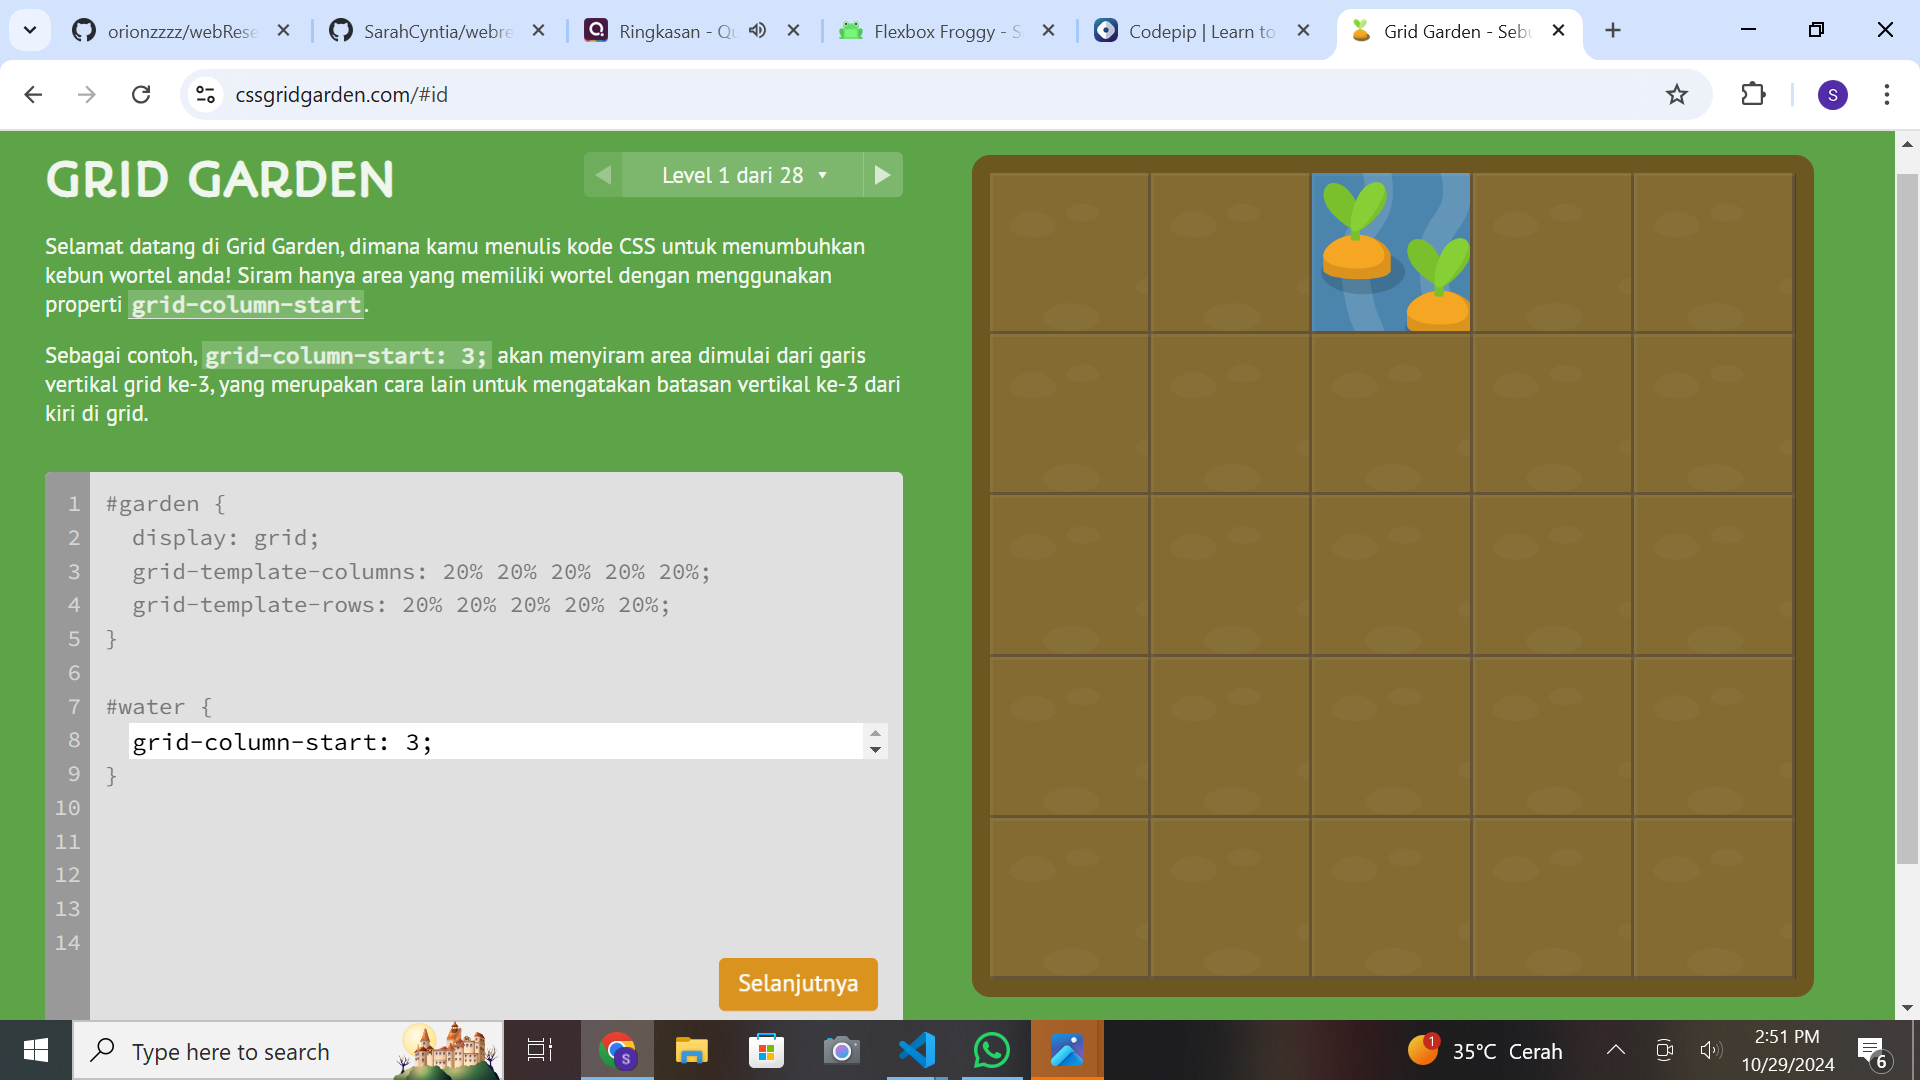 orionzzzz/webRese
SarahCyntia/webre
Ringkasan - Qu
Flexbox Froggy - S
Codepip | Learn to
Grid Garden - Sebu
cssgridgarden.com/#id
S
GRID GARDEN
Level 1 dari 28
Selamat datang di Grid Garden, dimana kamu menulis kode CSS untuk menumbuhkan
kebun wortel anda! Siram hanya area yang memiliki wortel dengan menggunakan
properti grid-column-start.
Sebagai contoh, grid-column-start: 3; akan menyiram area dimulai dari garis
vertikal grid ke-3, yang merupakan cara lain untuk mengatakan batasan vertikal ke-3 dari
kiri di grid.
1 #garden {
2 display: grid;
3 grid-template-columns: 20% 20% 20% 20% 20%;
4 grid-template-rows: 20% 20% 20% 20% 20%;
5 }
6
7 #water {
8 grid-column-start: 3;
9 }
10
11
12
13
14
Selanjutnya
Type here to search
S
1
35°C Cerah
2:51 PM
10/29/2024
6